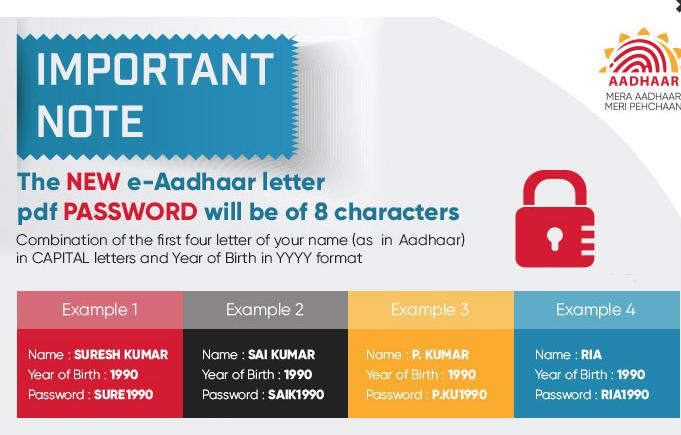 IMPORTANT
NOTE
AADHAAR
MERA AADHAAR
MERI PEHCHAAN
The NEW e-Aadhaar letter
pdf PASSWORD will be of 8 characters
Combination of the first four letter of your name (as in Aadhaar)
in CAPITAL letters and Year of Birth in YYYY format
Example 1
Name : SURESH KUMAR
Year of Birth : 1990
Password : SURE1990
Example 2
Name : SAI KUMAR
Year of Birth : 1990
Password : SAIK1990
Example 3
Name : P. KUMAR
Year of Birth : 1990
Password : P.KU1990
Example 4
Name : RIA
Year of Birth : 1990
Password : RIA1990